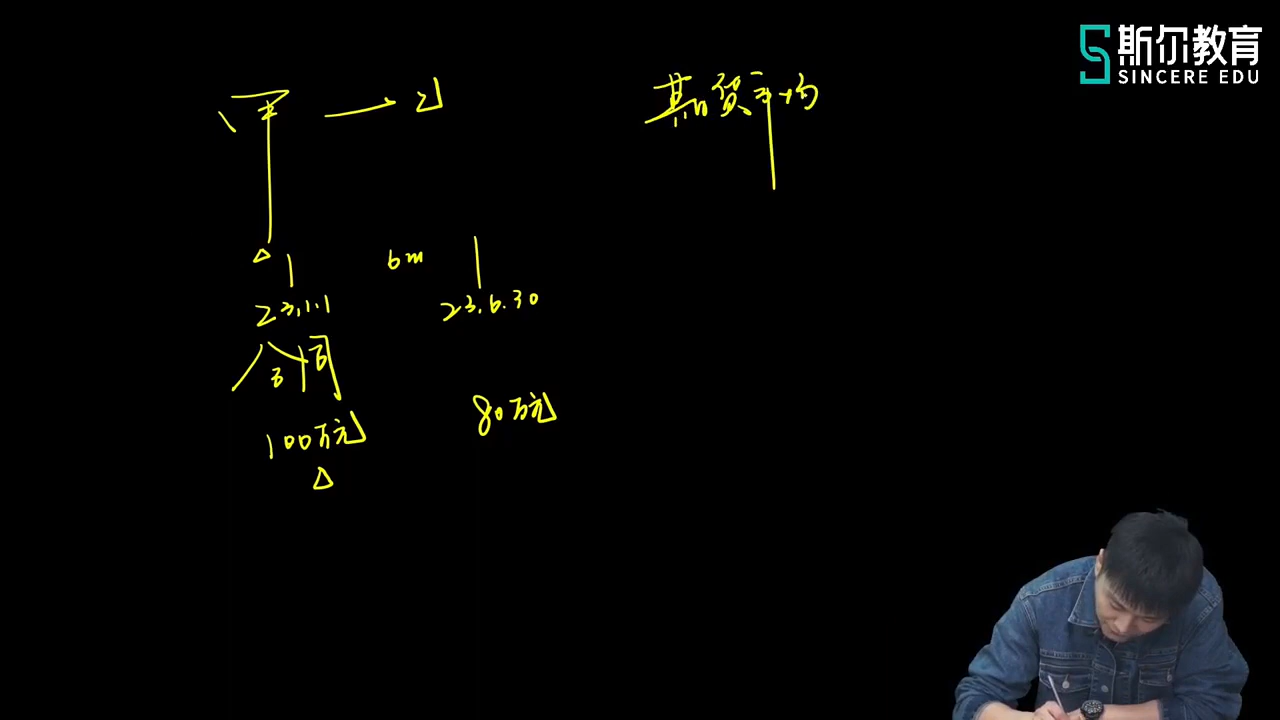 斯尔教育
SINCERE EDU
甲 → 乙
期货市场
6m
23.1.1
23.6.30
合同
100万元
80万元